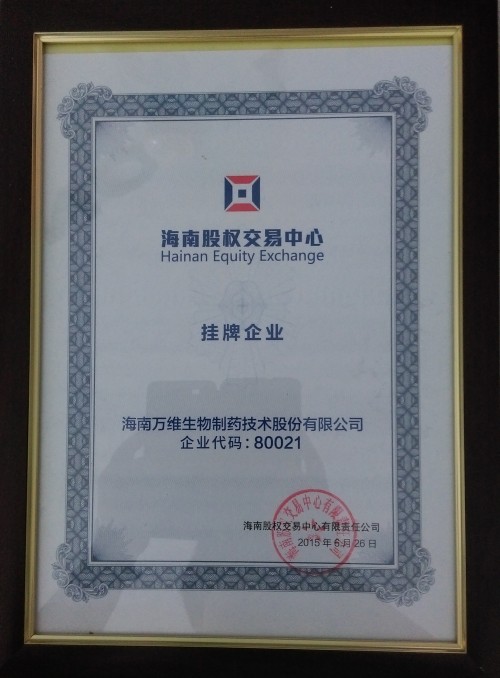 海南股权交易中心
Hainan Equity Exchange
挂牌企业
海南万维生物制药技术股份有限公司
企业代码：80021
海南股权交易中心有限责任公司
2015年6月26日